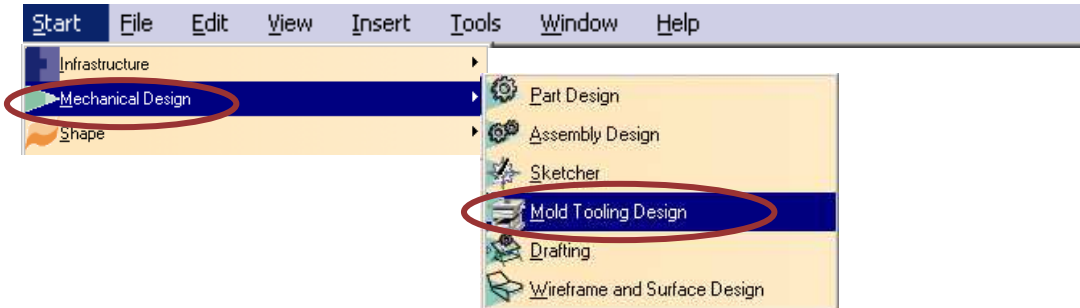 Start File Edit View Insert Tools Window Help
Infrastructure
Mechanical Design
Shape
Part Design
Assembly Design
Sketcher
Mold Tooling Design
Drafting
Wireframe and Surface Design